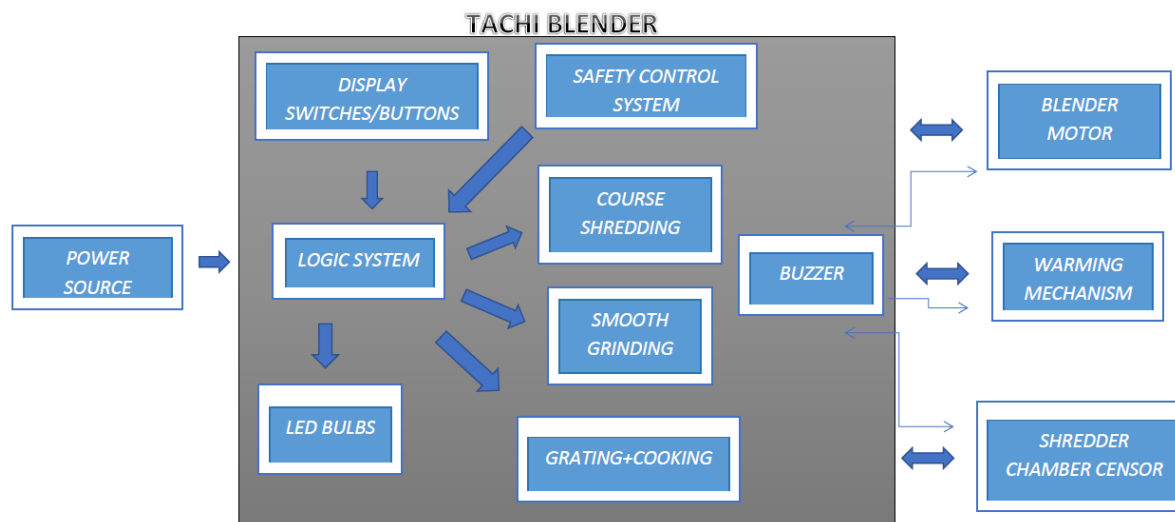 TACHI BLENDER
DISPLAY
SWITCHES/BUTTONS
SAFETY CONTROL
SYSTEM
BLENDER
MOTOR
COURSE
SHREDDING
POWER
SOURCE
LOGIC SYSTEM
BUZZER
WARMING
MECHANISM
SMOOTH
GRINDING
LED BULBS
GRATING+COOKING
SHREDDER
CHAMBER CENSOR